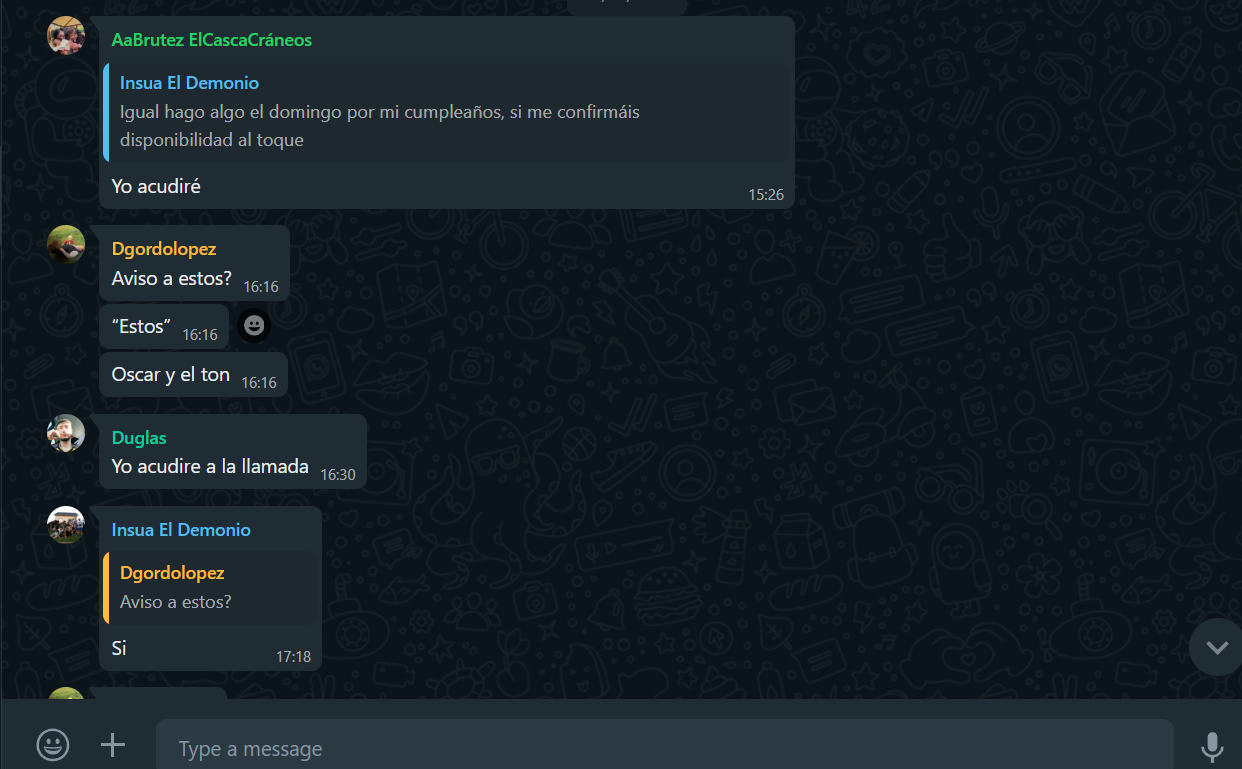 AaBrutez ElCascaCráneos
Insua El Demonio
Igual hago algo el domingo por mi cumpleaños, si me confirmáis
disponibilidad al toque
Yo acudiré
15:26
Dgordolopez
Aviso a estos? 16:16
“Estos” 16:16
Oscar y el ton 16:16
Duglas
Yo acudire a la llamada 16:30
Insua El Demonio
Dgordolopez
Aviso a estos?
Si
17:18
Type a message